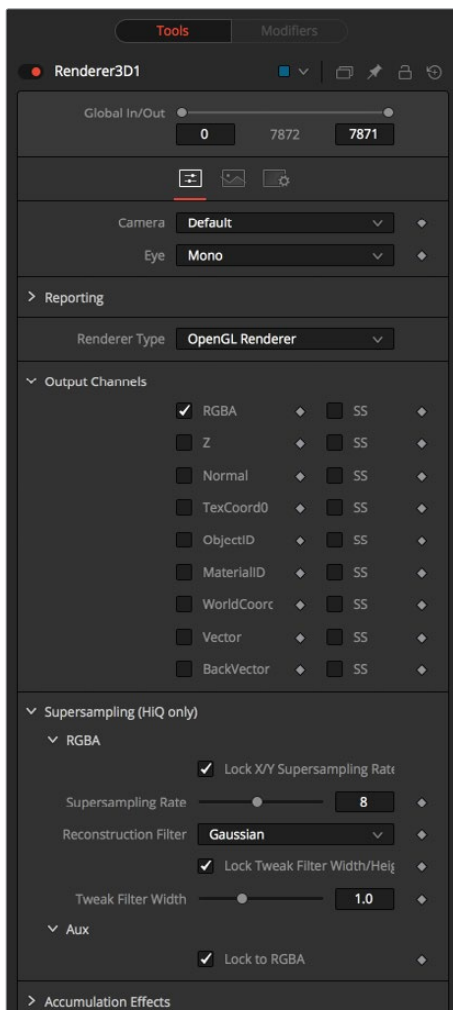 Tools Modifiers
Renderer3D1
Global In/Out
0 7872 7871
Camera Default
Eye Mono
Reporting
Renderer Type OpenGL Renderer
Output Channels
RGBA SS
Z SS
Normal SS
TexCoord0 SS
ObjectID SS
MaterialID SS
WorldCoorc SS
Vector SS
BackVector SS
Supersampling (HiQ only)
RGBA
Lock X/Y Supersampling Rate
Supersampling Rate 8
Reconstruction Filter Gaussian
Lock Tweak Filter Width/Heig
Tweak Filter Width 1.0
Aux
Lock to RGBA
Accumulation Effects